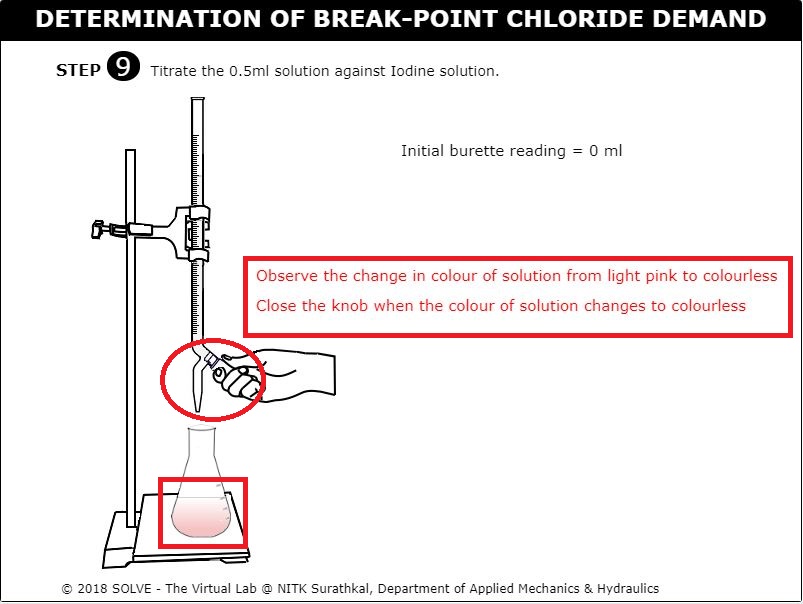 DETERMINATION OF BREAK-POINT CHLORIDE DEMAND
STEP 9 Titrate the 0.5ml solution against Iodine solution.
Initial burette reading = 0 ml
Observe the change in colour of solution from light pink to colourless
Close the knob when the colour of solution changes to colourless
© 2018 SOLVE - The Virtual Lab @ NITK Surathkal, Department of Applied Mechanics & Hydraulics